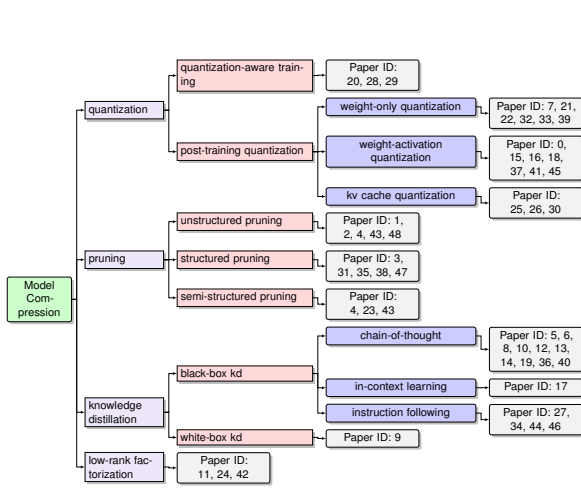 quantization-aware train-
ing
Paper ID:
20, 28, 29
quantization
weight-only quantization
Paper ID: 7, 21,
22, 32, 33, 39
post-training quantization
weight-activation
quantization
Paper ID: 0,
15, 16, 18,
37, 41, 45
kv cache quantization
Paper ID:
25, 26, 30
unstructured pruning
Paper ID: 1,
2, 4, 43, 48
pruning
structured pruning
Paper ID: 3,
31, 35, 38, 47
semi-structured pruning
Paper ID:
4, 23, 43
Model
Com-
pression
chain-of-thought
Paper ID: 5, 6,
8, 10, 12, 13,
14, 19, 36, 40
black-box kd
in-context learning
Paper ID: 17
knowledge
distillation
instruction following
Paper ID: 27,
34, 44, 46
white-box kd
Paper ID: 9
low-rank fac-
torization
Paper ID:
11, 24, 42